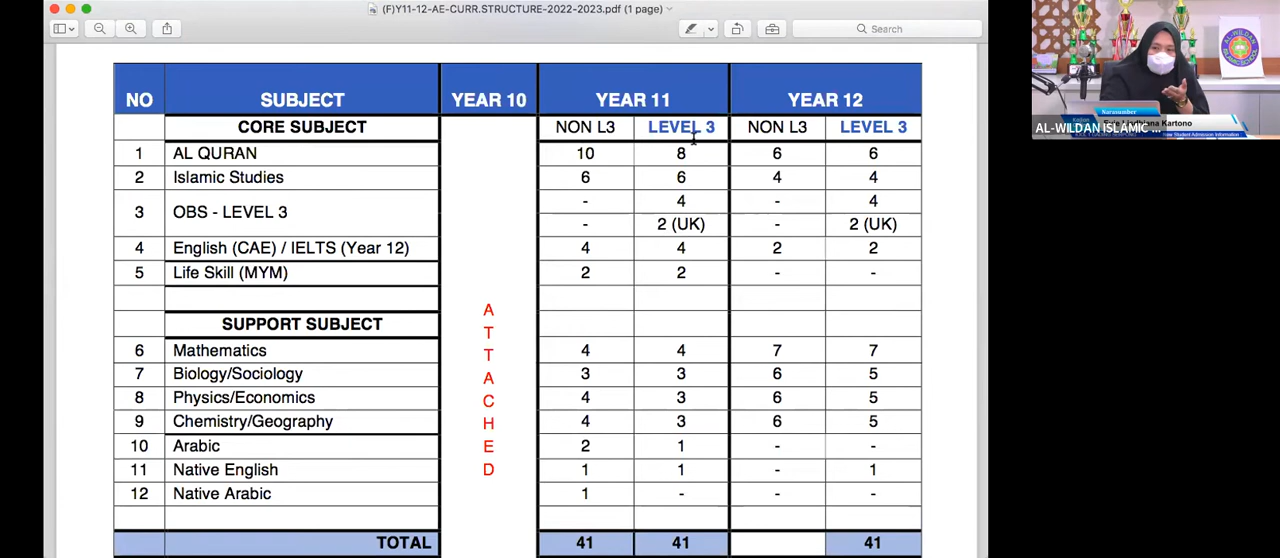 (F)Y11-12-AE-CURR.STRUCTURE-2022-2023.pdf (1 page)
Search
NO SUBJECT YEAR 10 YEAR 11 YEAR 12
CORE SUBJECT NON L3 LEVEL 3 NON L3 LEVEL 3
1 AL QURAN 10 8 6 6
2 Islamic Studies 6 6 4 4
3 OBS - LEVEL 3 - 4 - 4
- 2 (UK) - 2 (UK)
4 English (CAE) / IELTS (Year 12) 4 4 2 2
5 Life Skill (MYM) 2 2 - -
SUPPORT SUBJECT
6 Mathematics 4 4 7 7
7 Biology/Sociology 3 3 6 5
8 Physics/Economics 4 3 6 5
9 Chemistry/Geography 4 3 6 5
10 Arabic 2 1 - -
11 Native English 1 1 - 1
12 Native Arabic 1 - - -
TOTAL 41 41 41
ATTACHED
Narasumber
Kartono
AL-WILDAN ISLAMIC ...
New Student Admission Information